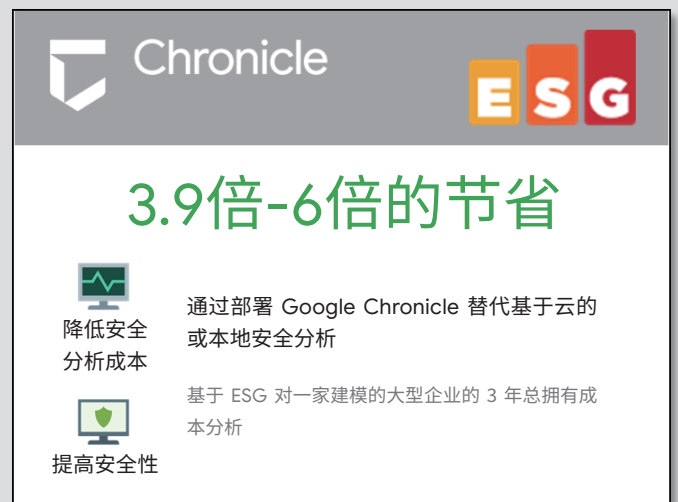 Chronicle
ESG
3.9倍-6倍的节省
降低安全
分析成本
通过部署 Google Chronicle 替代基于云的
或本地安全分析
基于 ESG 对一家建模的大型企业的 3 年总拥有成
本分析
提高安全性